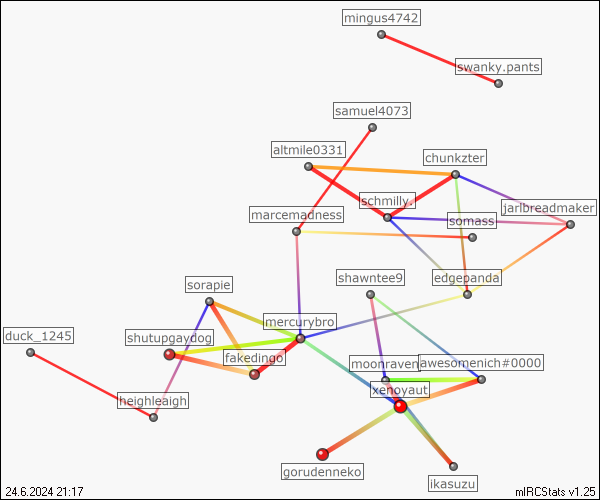 mingus4742
swanky.pants
samuel4073
altmile0331
chunkzter
schmilly_
jarlbreadmaker
marcemadness
somass
shawntee9
edgepanda
sorapie
mercurybro
duck_1245
shutupgaydog
fakedingo
moonraven
awesomenich#0000
xenoyaut
heighleaigh
gorudenneko
ikasuzu
24.6.2024 21:17
mIRCStats v1.25